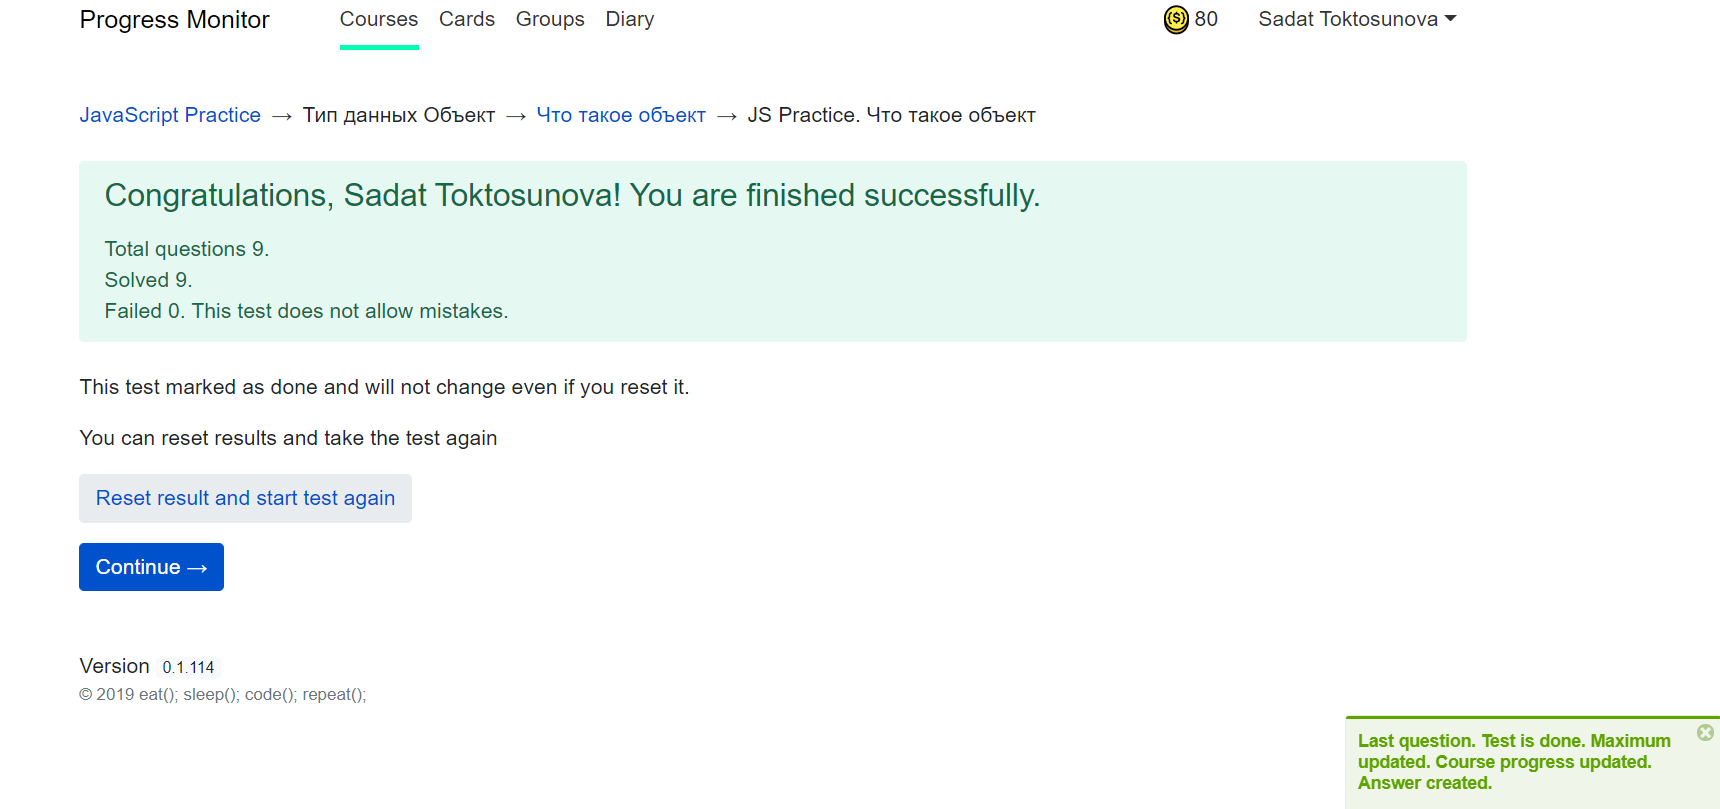 Progress Monitor Courses Cards Groups Diary 80 Sadat Toktosunova
JavaScript Practice → Тип данных Объект → Что такое объект → JS Practice. Что такое объект
Congratulations, Sadat Toktosunova! You are finished successfully.
Total questions 9.
Solved 9.
Failed 0. This test does not allow mistakes.
This test marked as done and will not change even if you reset it.
You can reset results and take the test again
Reset result and start test again
Continue →
Version 0.1.114
© 2019 eat(); sleep(); code(); repeat();
Last question. Test is done. Maximum
updated. Course progress updated.
Answer created.